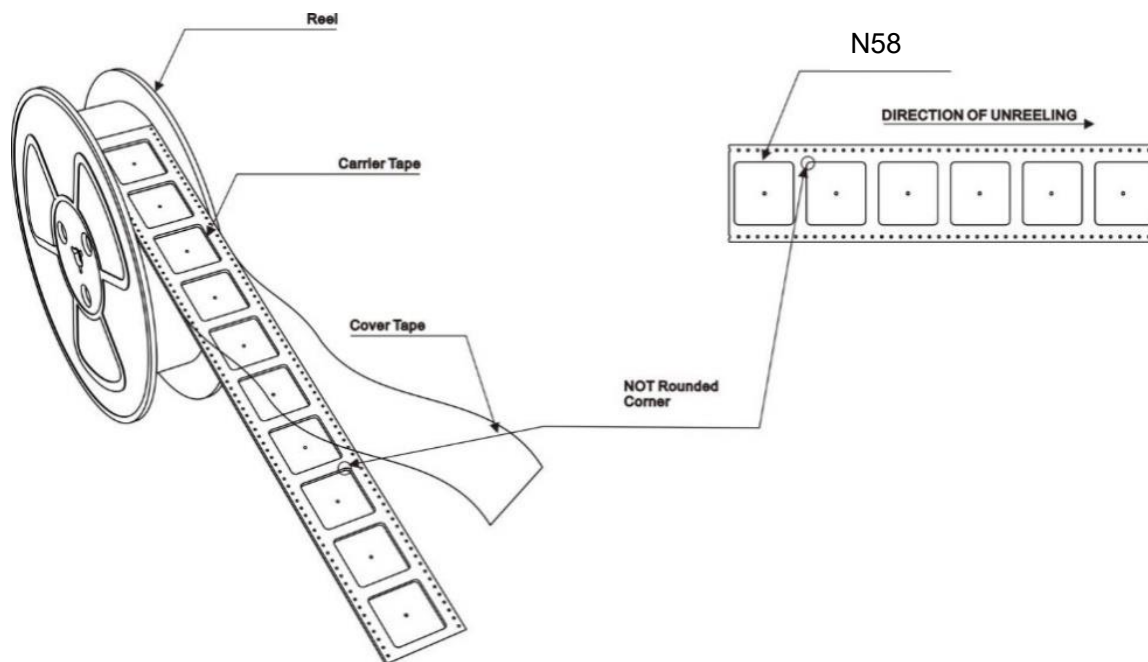 Reel
N58
DIRECTION OF UNREELING
Carrier Tape
Cover Tape
NOT Rounded
Corner